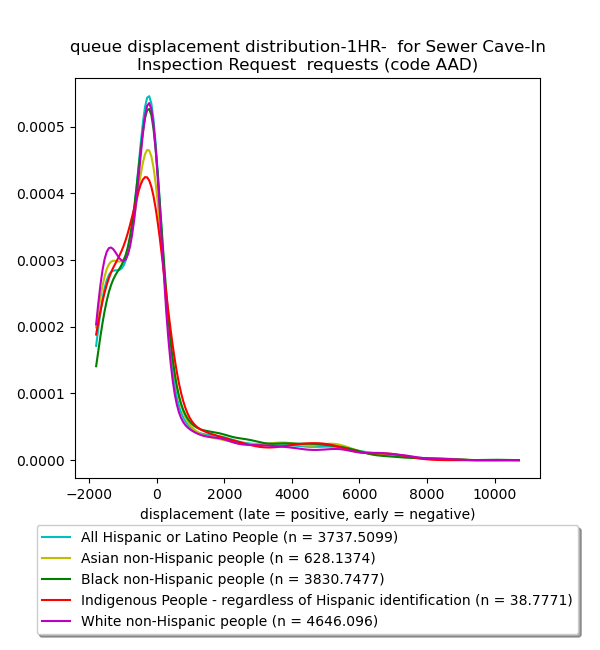 queue displacement distribution-1HR-  for Sewer Cave-In
Inspection Request  requests (code AAD)
0.0005
0.0004
0.0003
0.0002
0.0001
0.0000
−2000 0 2000 4000 6000 8000 10000
displacement (late = positive, early = negative)
All Hispanic or Latino People (n = 3737.5099)
Asian non-Hispanic people (n = 628.1374)
Black non-Hispanic people (n = 3830.7477)
Indigenous People - regardless of Hispanic identification (n = 38.7771)
White non-Hispanic people (n = 4646.096)